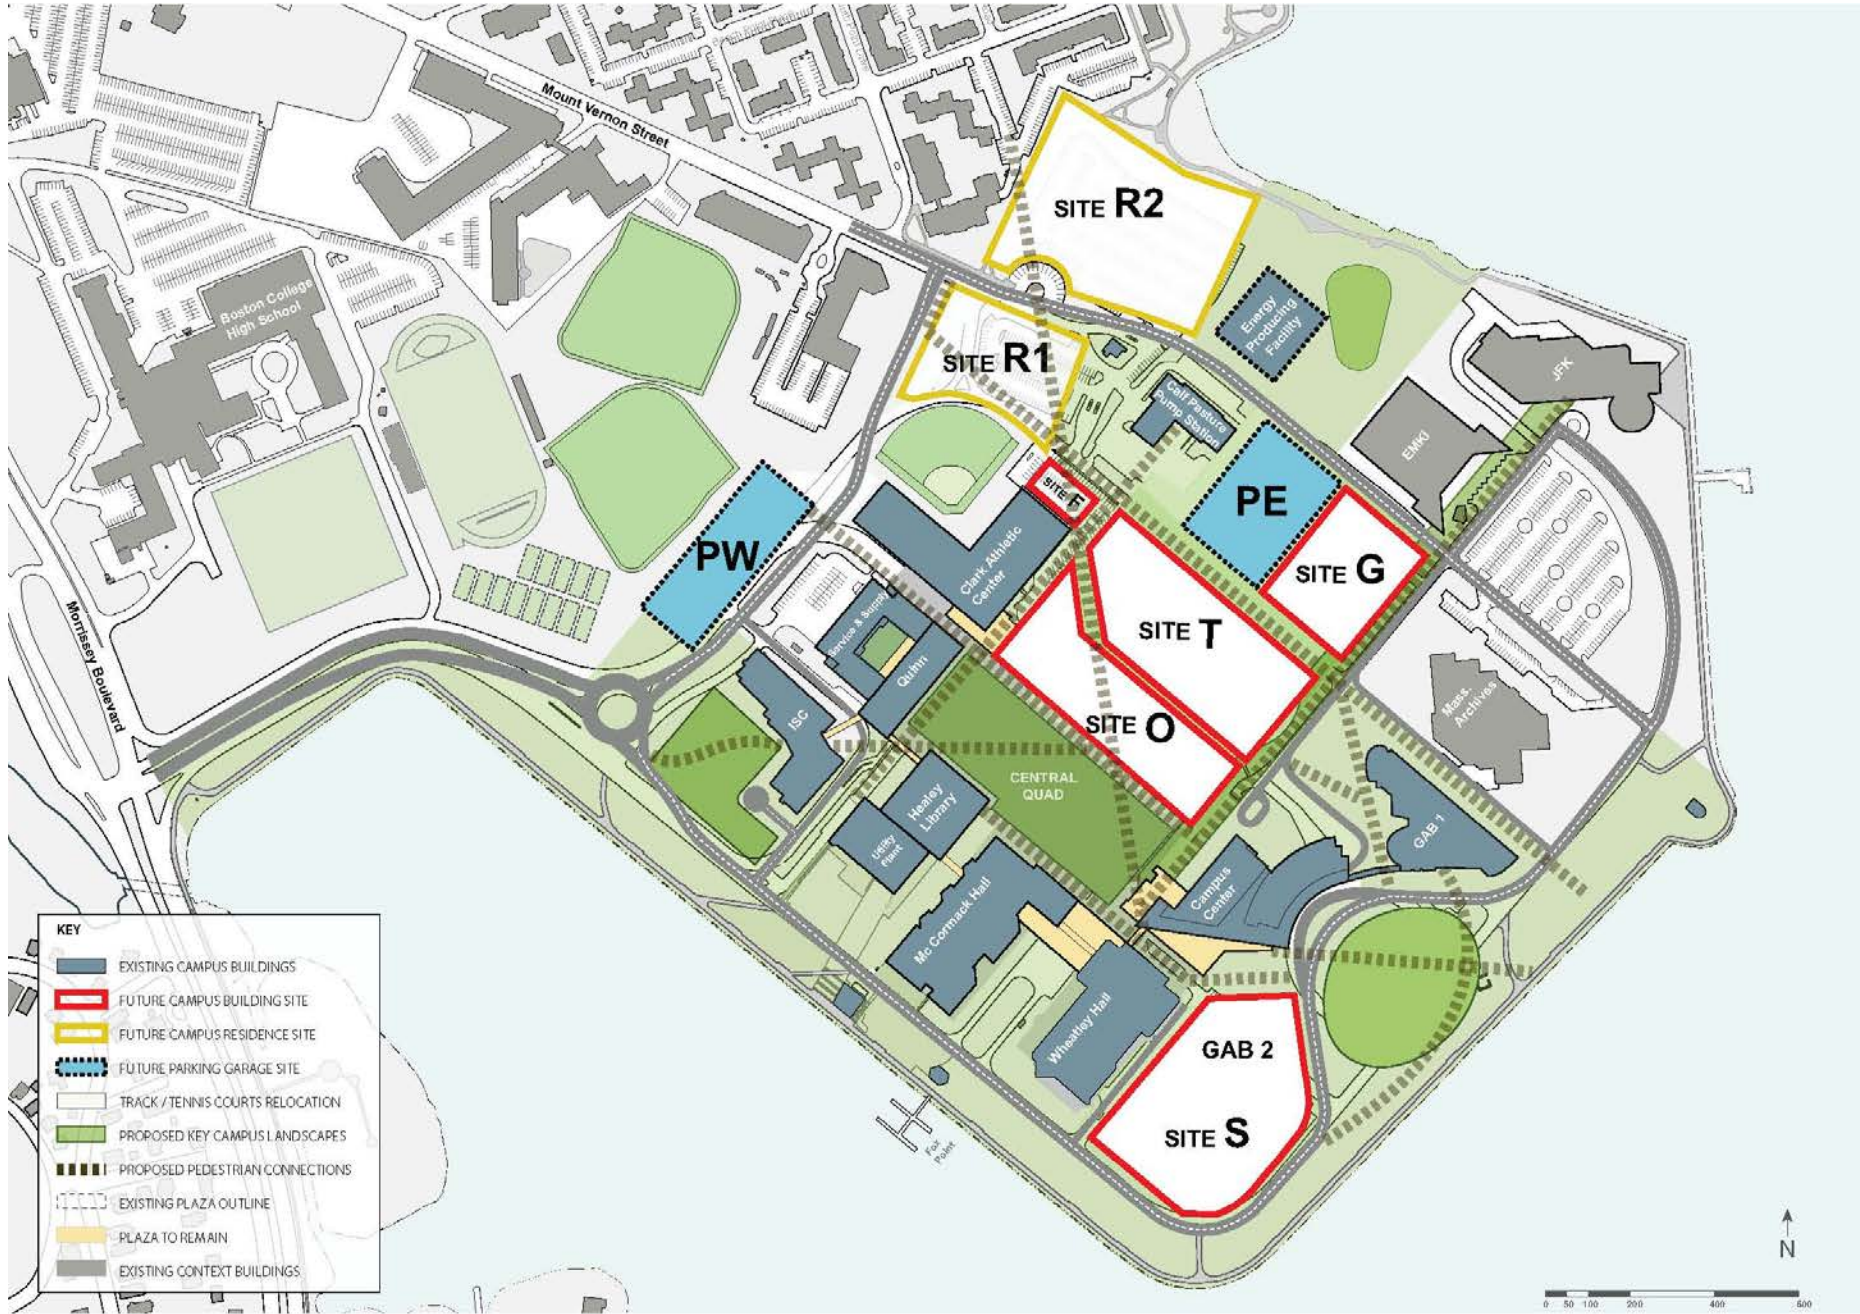 Mount Vernon Street
SITE R2
Boston College
High School
Energy
Producing
Facility
SITE R1
JFK
Calf Pasture
Pump Station
EMKI
SITE F
PE
PW
Clark Athletic
Center
SITE G
Morrissey Boulevard
Service & Supply
SITE T
Quinn
ISC
SITE O
Mass.
Archives
CENTRAL
QUAD
Healey
Library
Utility
Plant
GAB 1
Campus
Center
Mc Cormack Hall
Wheatley Hall
GAB 2
SITE S
Fox
Point
KEY
EXISTING CAMPUS BUILDINGS
FUTURE CAMPUS BUILDING SITE
FUTURE CAMPUS RESIDENCE SITE
FUTURE PARKING GARAGE SITE
TRACK / TENNIS COURTS RELOCATION
PROPOSED KEY CAMPUS LANDSCAPES
PROPOSED PEDESTRIAN CONNECTIONS
EXISTING PLAZA OUTLINE
PLAZA TO REMAIN
EXISTING CONTEXT BUILDINGS
N
0 50 100 200 400 600